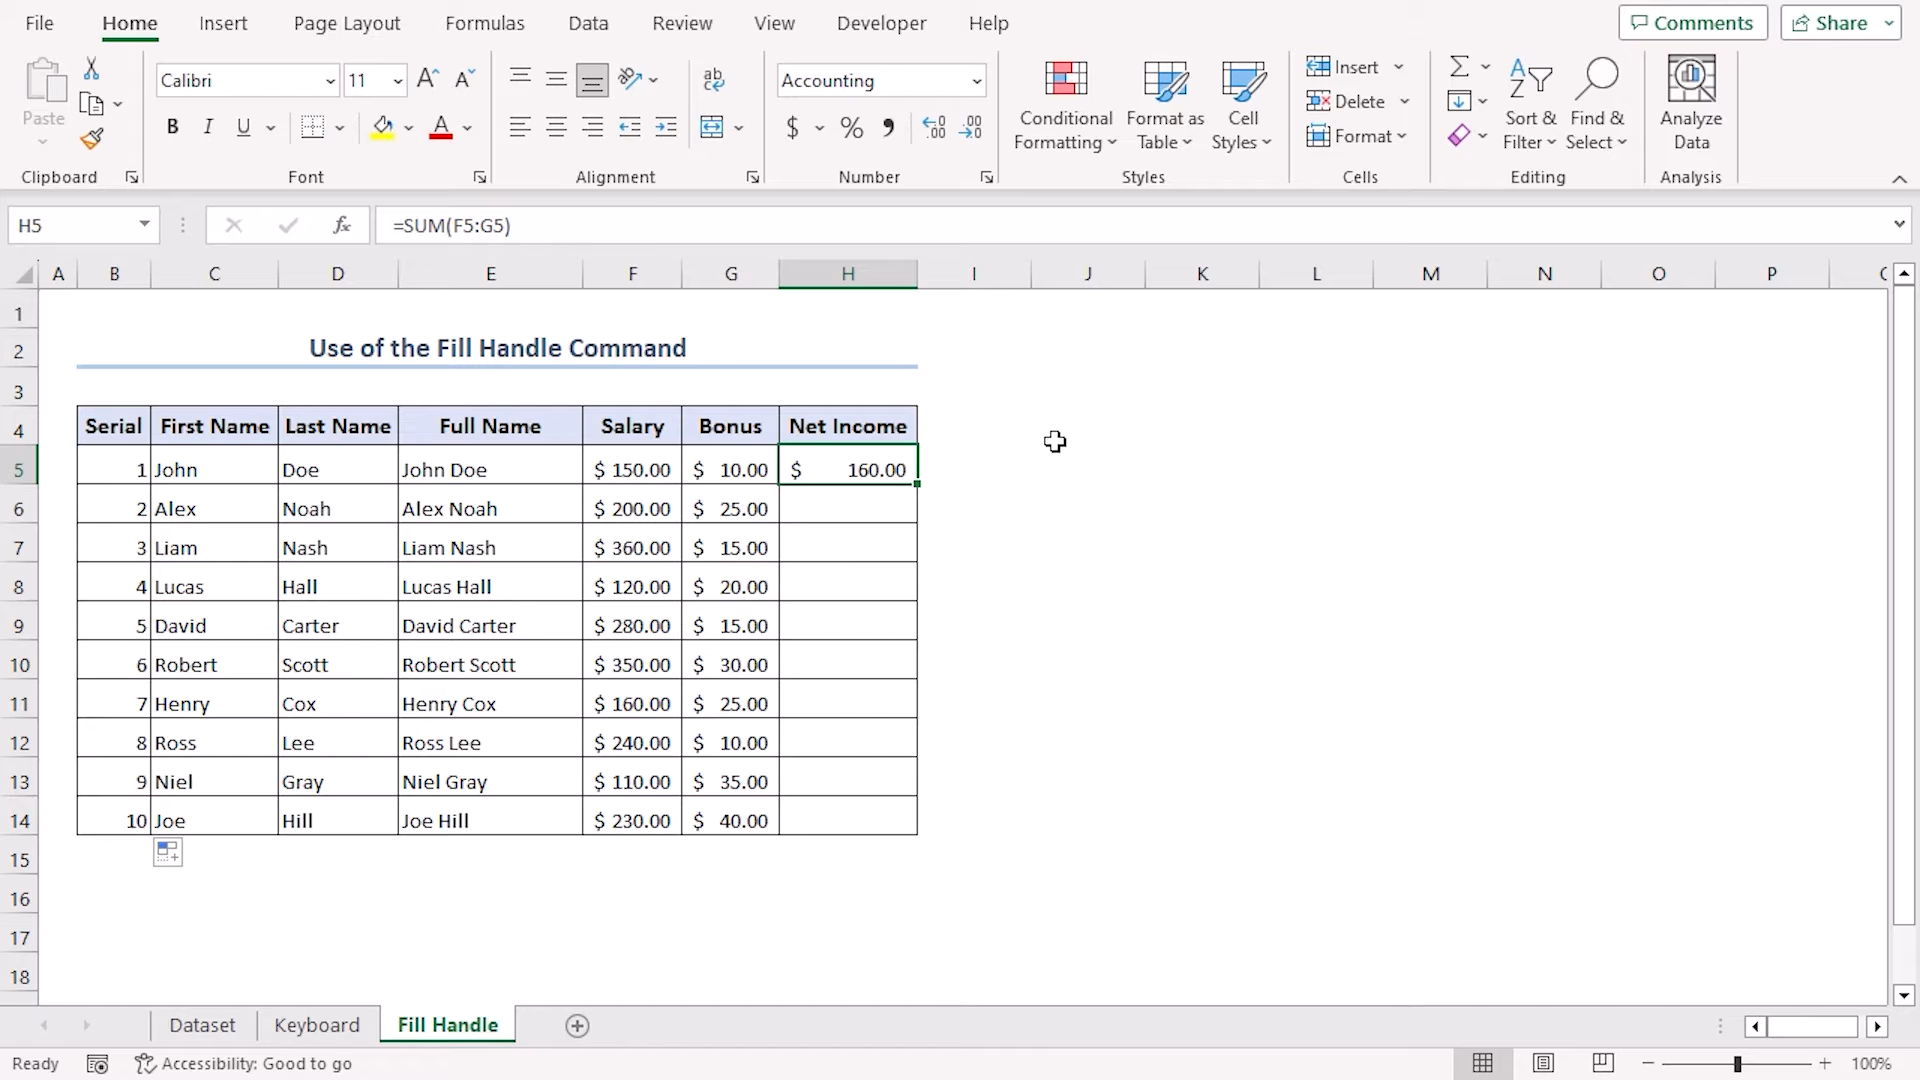 File Home Insert Page Layout Formulas Data Review View Developer Help Comments Share
Paste
Clipboard
Calibri 11
B I U A
Font
ab
Alignment
Accounting
$ % 9
Number
Conditional Formatting
Format as Table
Cell Styles
Styles
Insert
Delete
Format
Cells
Σ
Sort & Filter
Find & Select
Editing
Analyze Data
Analysis
H5 fx =SUM(F5:G5)
A B C D E F G H I J K L M N O P
1
2 Use of the Fill Handle Command
3
4 Serial First Name Last Name Full Name Salary Bonus Net Income
5 1 John Doe John Doe $ 150.00 $ 10.00 $ 160.00
6 2 Alex Noah Alex Noah $ 200.00 $ 25.00
7 3 Liam Nash Liam Nash $ 360.00 $ 15.00
8 4 Lucas Hall Lucas Hall $ 120.00 $ 20.00
9 5 David Carter David Carter $ 280.00 $ 15.00
10 6 Robert Scott Robert Scott $ 350.00 $ 30.00
11 7 Henry Cox Henry Cox $ 160.00 $ 25.00
12 8 Ross Lee Ross Lee $ 240.00 $ 10.00
13 9 Niel Gray Niel Gray $ 110.00 $ 35.00
14 10 Joe Hill Joe Hill $ 230.00 $ 40.00
15
16
17
18
Dataset Keyboard Fill Handle
Ready Accessibility: Good to go 100%